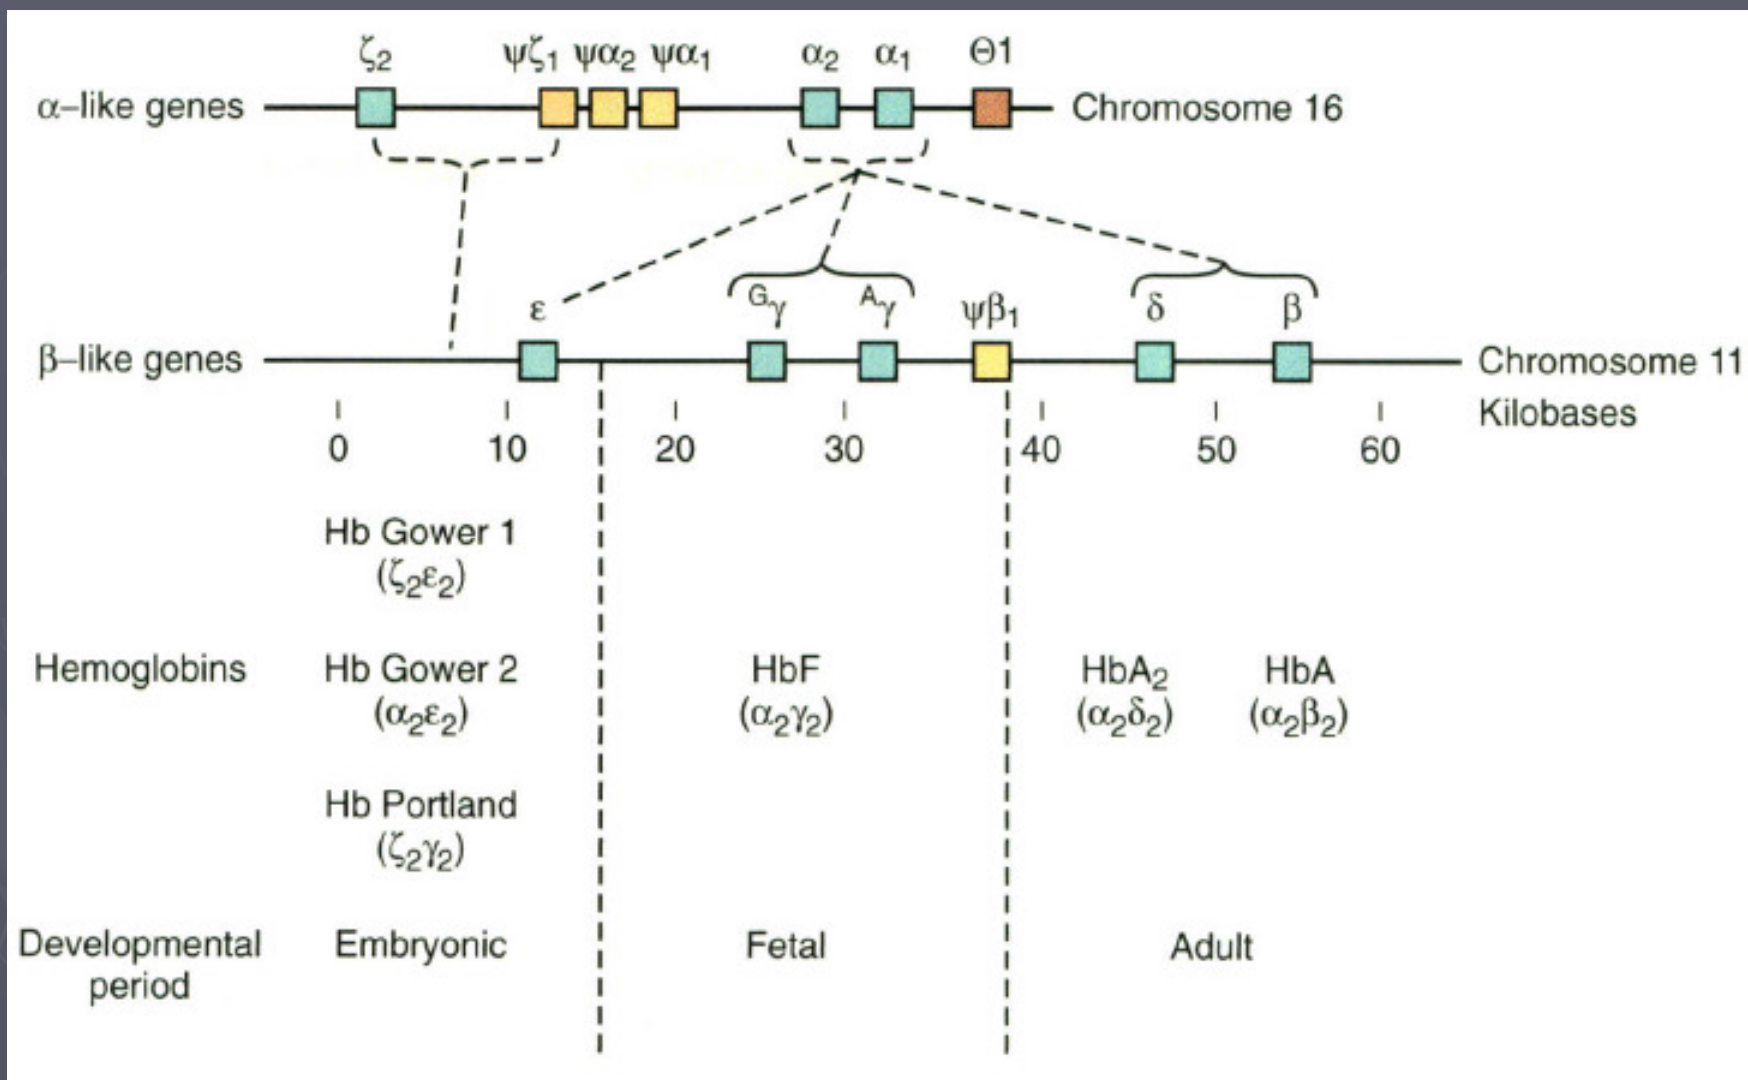 ζ2 ψζ1 ψα2 ψα1 α2 α1 Θ1
α–like genes Chromosome 16
ε Gγ Aγ ψβ1 δ β
β–like genes Chromosome 11
Kilobases
0 10 20 30 40 50 60
Hb Gower 1
(ζ2ε2)
Hemoglobins Hb Gower 2 HbF HbA2 HbA
(α2ε2) (α2γ2) (α2δ2) (α2β2)
Hb Portland
(ζ2γ2)
Developmental Embryonic Fetal Adult
period